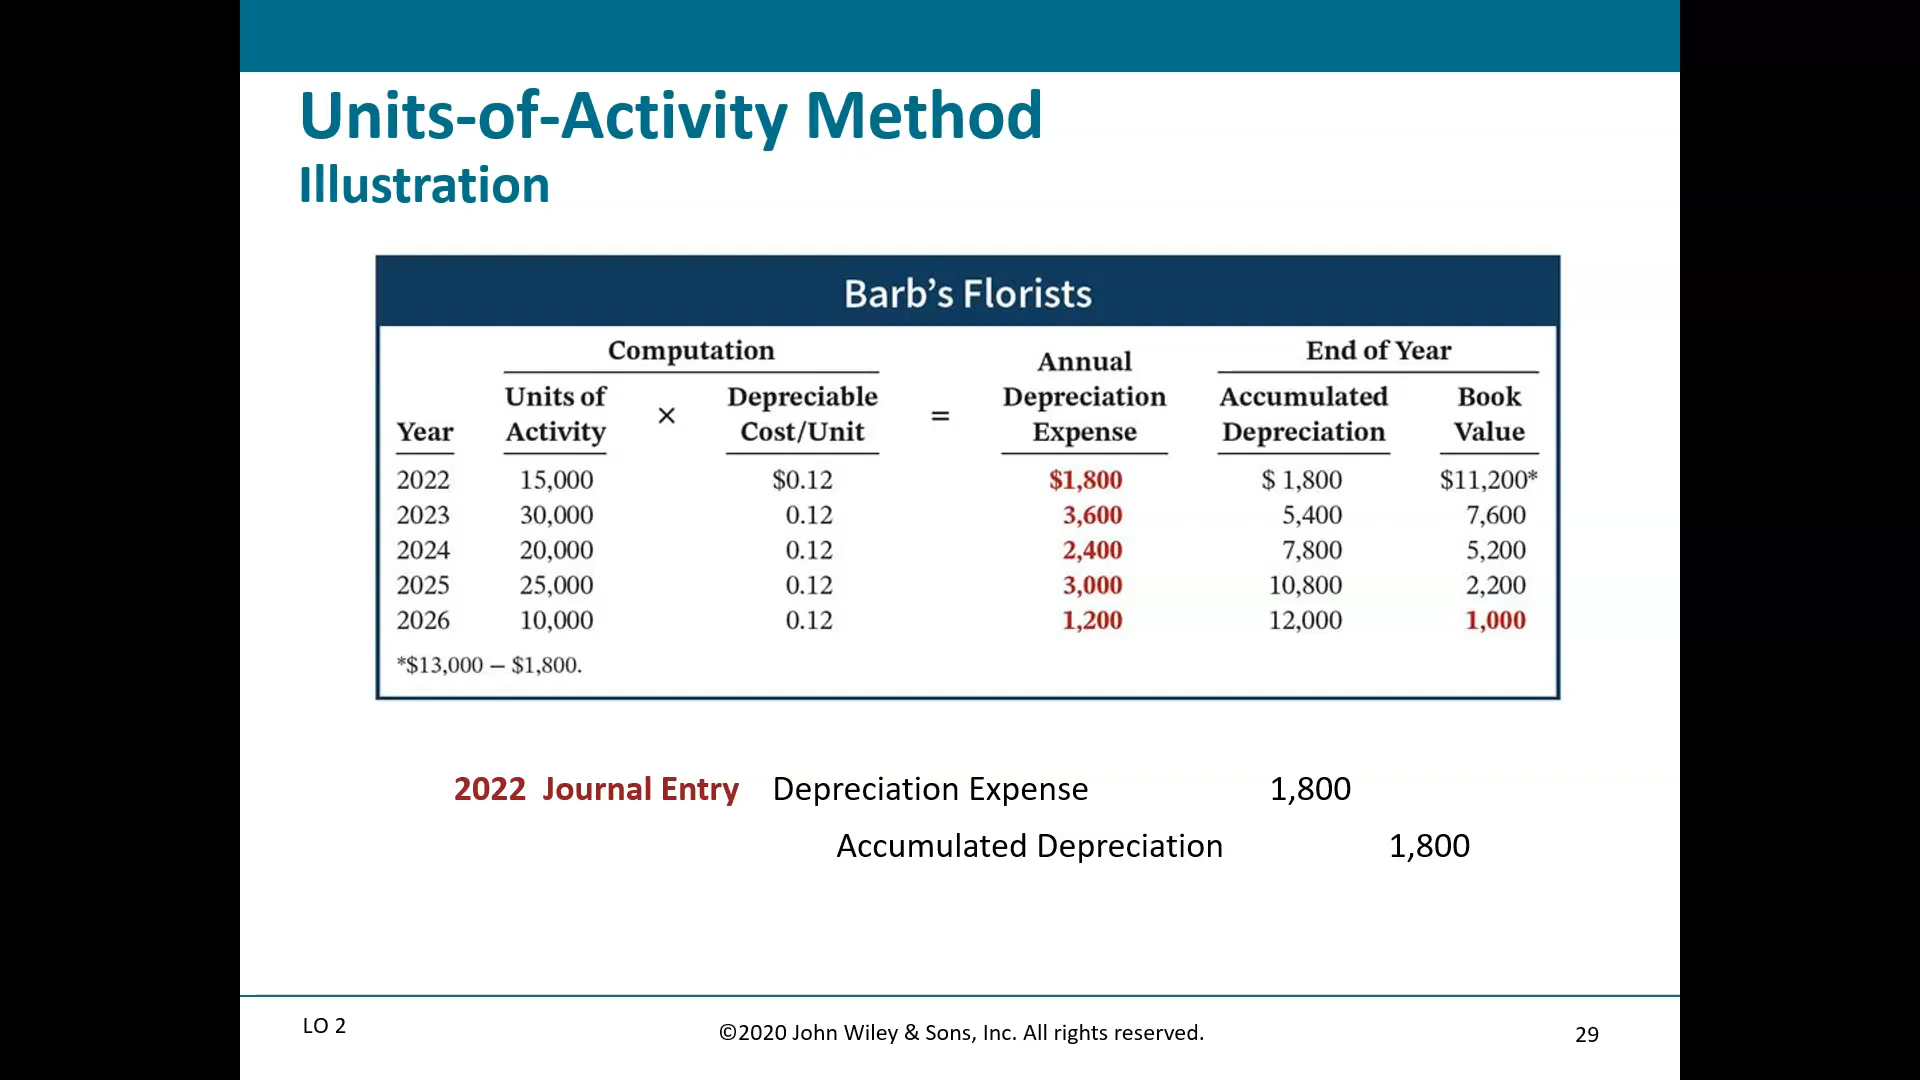 Units-of-Activity Method
Illustration
Barb’s Florists
Computation
End of Year
Year
Units of Activity
×
Depreciable Cost/Unit
=
Annual Depreciation Expense
Accumulated Depreciation
Book Value
2022 15,000 $0.12 $1,800 $ 1,800 $11,200*
2023 30,000 0.12 3,600 5,400 7,600
2024 20,000 0.12 2,400 7,800 5,200
2025 25,000 0.12 3,000 10,800 2,200
2026 10,000 0.12 1,200 12,000 1,000
*$13,000 – $1,800.
2022 Journal Entry Depreciation Expense 1,800
Accumulated Depreciation 1,800
LO 2
©2020 John Wiley & Sons, Inc. All rights reserved.
29